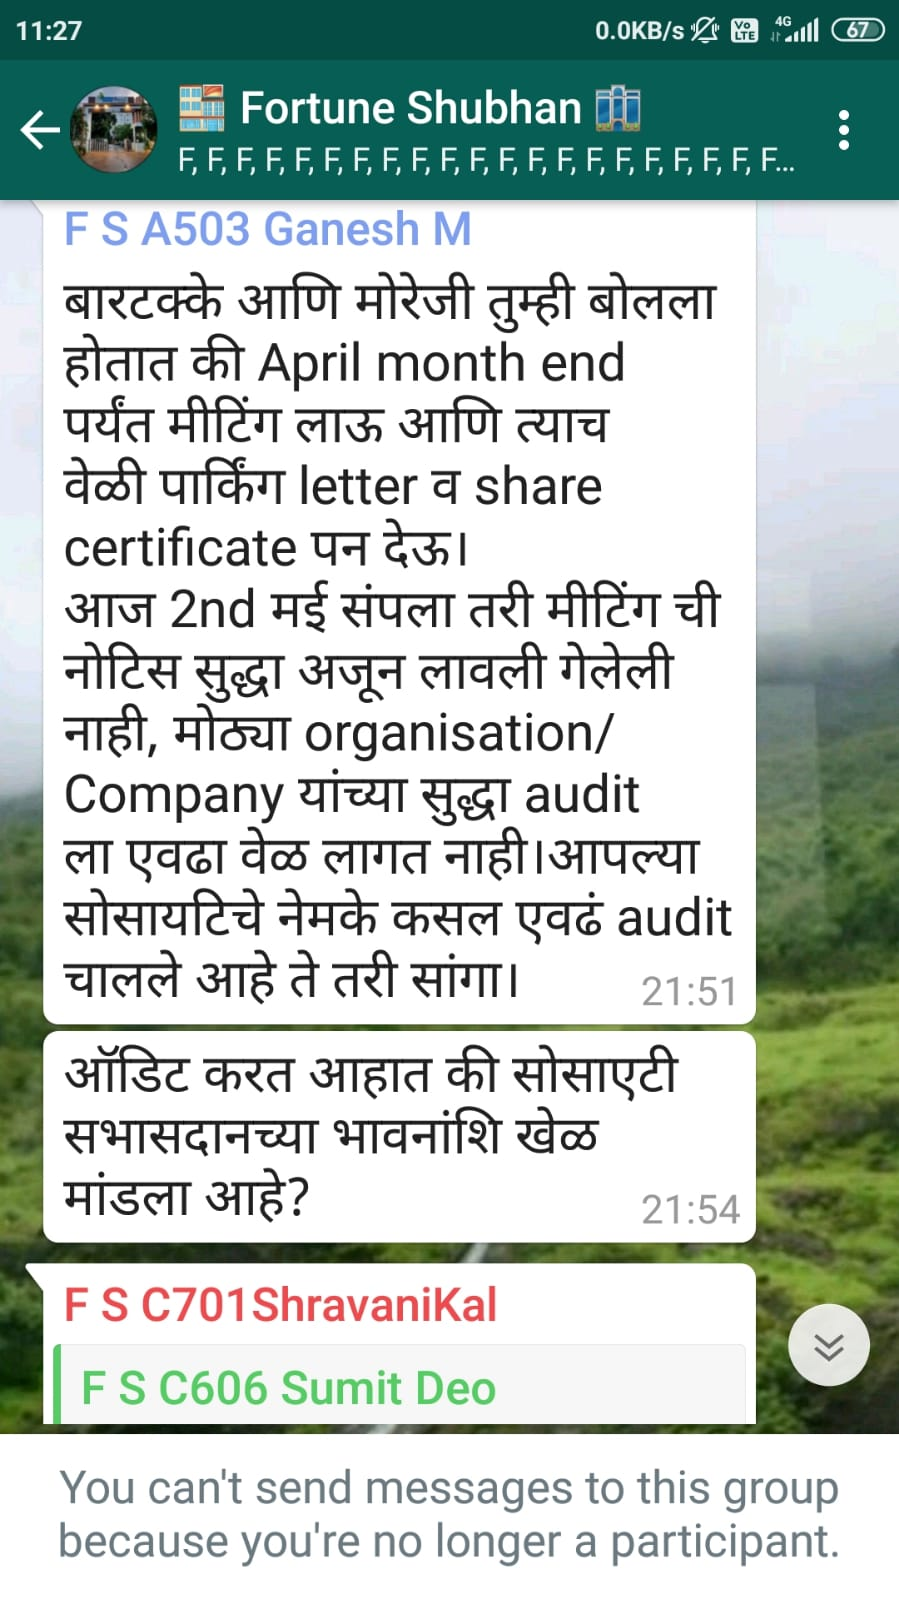 11:27
0.0KB/s Vo LTE 4G 67
Fortune Shubhan
F, F, F, F, F, F, F, F, F, F, F, F, F, F, F, F, F, F, F, F, F...
F S A503 Ganesh M
बारटक्के आणि मोरेजी तुम्ही बोलला
होतात की April month end
पर्यंत मीटिंग लाऊ आणि त्याच
वेळी पार्किंग letter व share
certificate पन देऊ।
आज 2nd मई संपला तरी मीटिंग ची
नोटिस सुद्धा अजून लावली गेलेली
नाही, मोठ्या organisation/
Company यांच्या सुद्धा audit
ला एवढा वेळ लागत नाही।आपल्या
सोसायटिचे नेमके कसल एवढं audit
चालले आहे ते तरी सांगा।
21:51
ऑडिट करत आहात की सोसाएटी
सभासदानच्या भावनांशि खेळ
मांडला आहे?
21:54
F S C701ShravaniKal
F S C606 Sumit Deo
You can't send messages to this group
because you're no longer a participant.